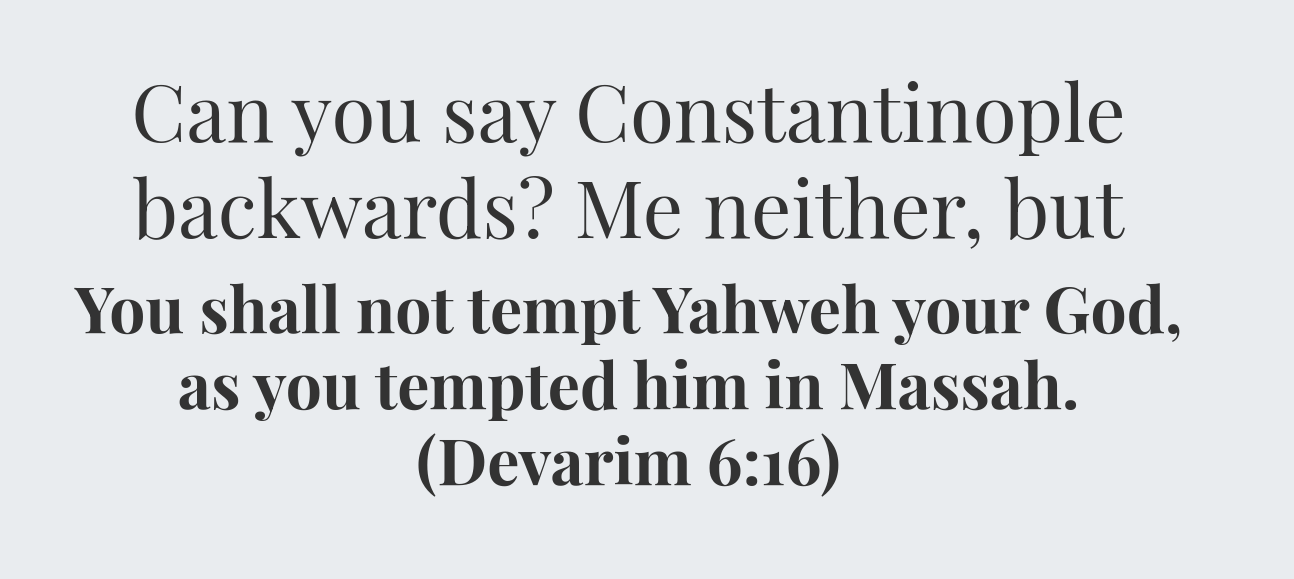 Can you say Constantinople
backwards? Me neither, but
You shall not tempt Yahweh your God,
as you tempted him in Massah.
(Devarim 6:16)